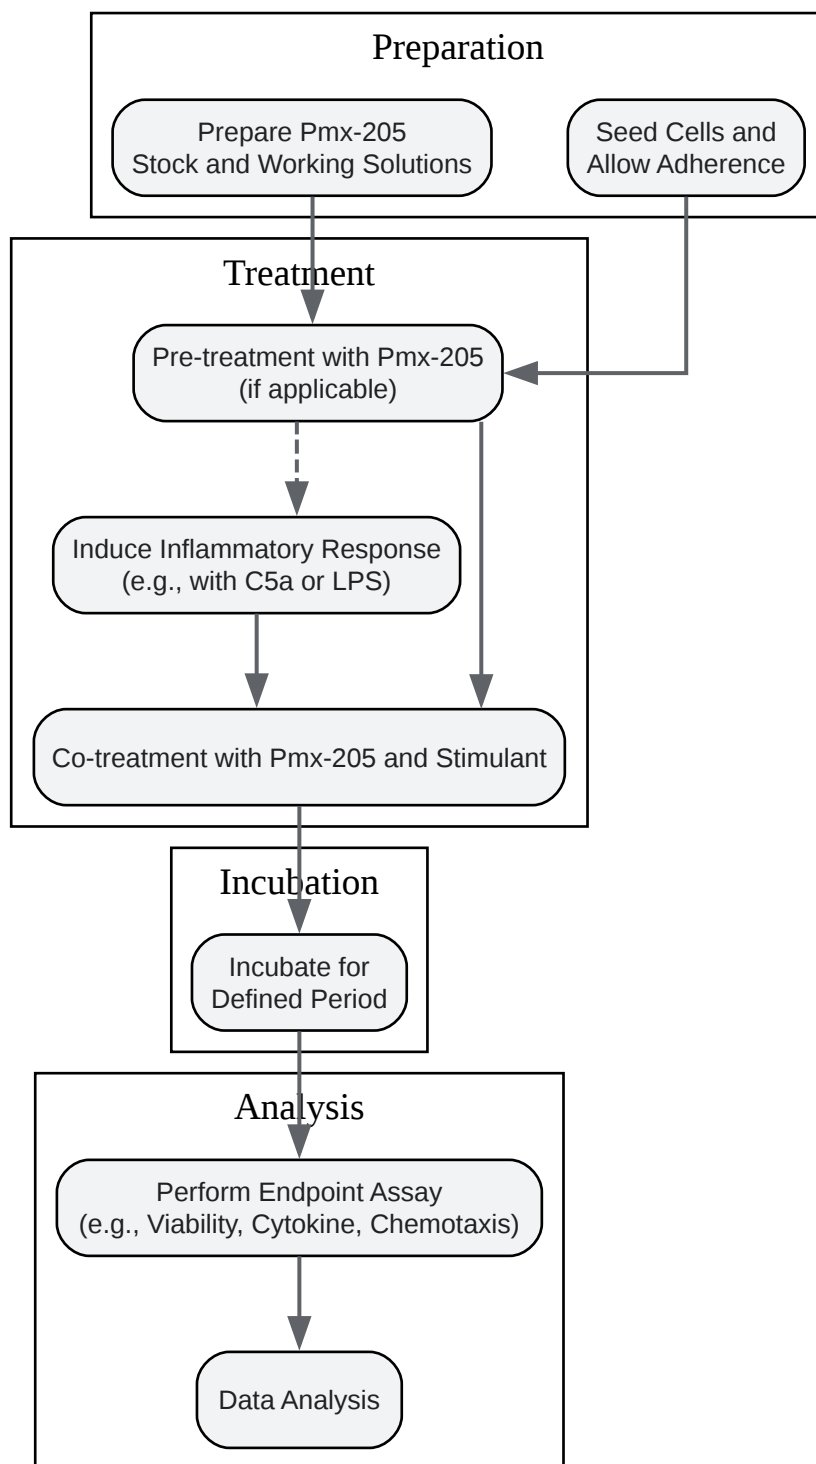 Preparation
Prepare Pmx-205
Stock and Working Solutions
Seed Cells and
Allow Adherence
Treatment
Pre-treatment with Pmx-205
(if applicable)
Induce Inflammatory Response
(e.g., with C5a or LPS)
Co-treatment with Pmx-205 and Stimulant
Incubation
Incubate for
Defined Period
Analysis
Perform Endpoint Assay
(e.g., Viability, Cytokine, Chemotaxis)
Data Analysis